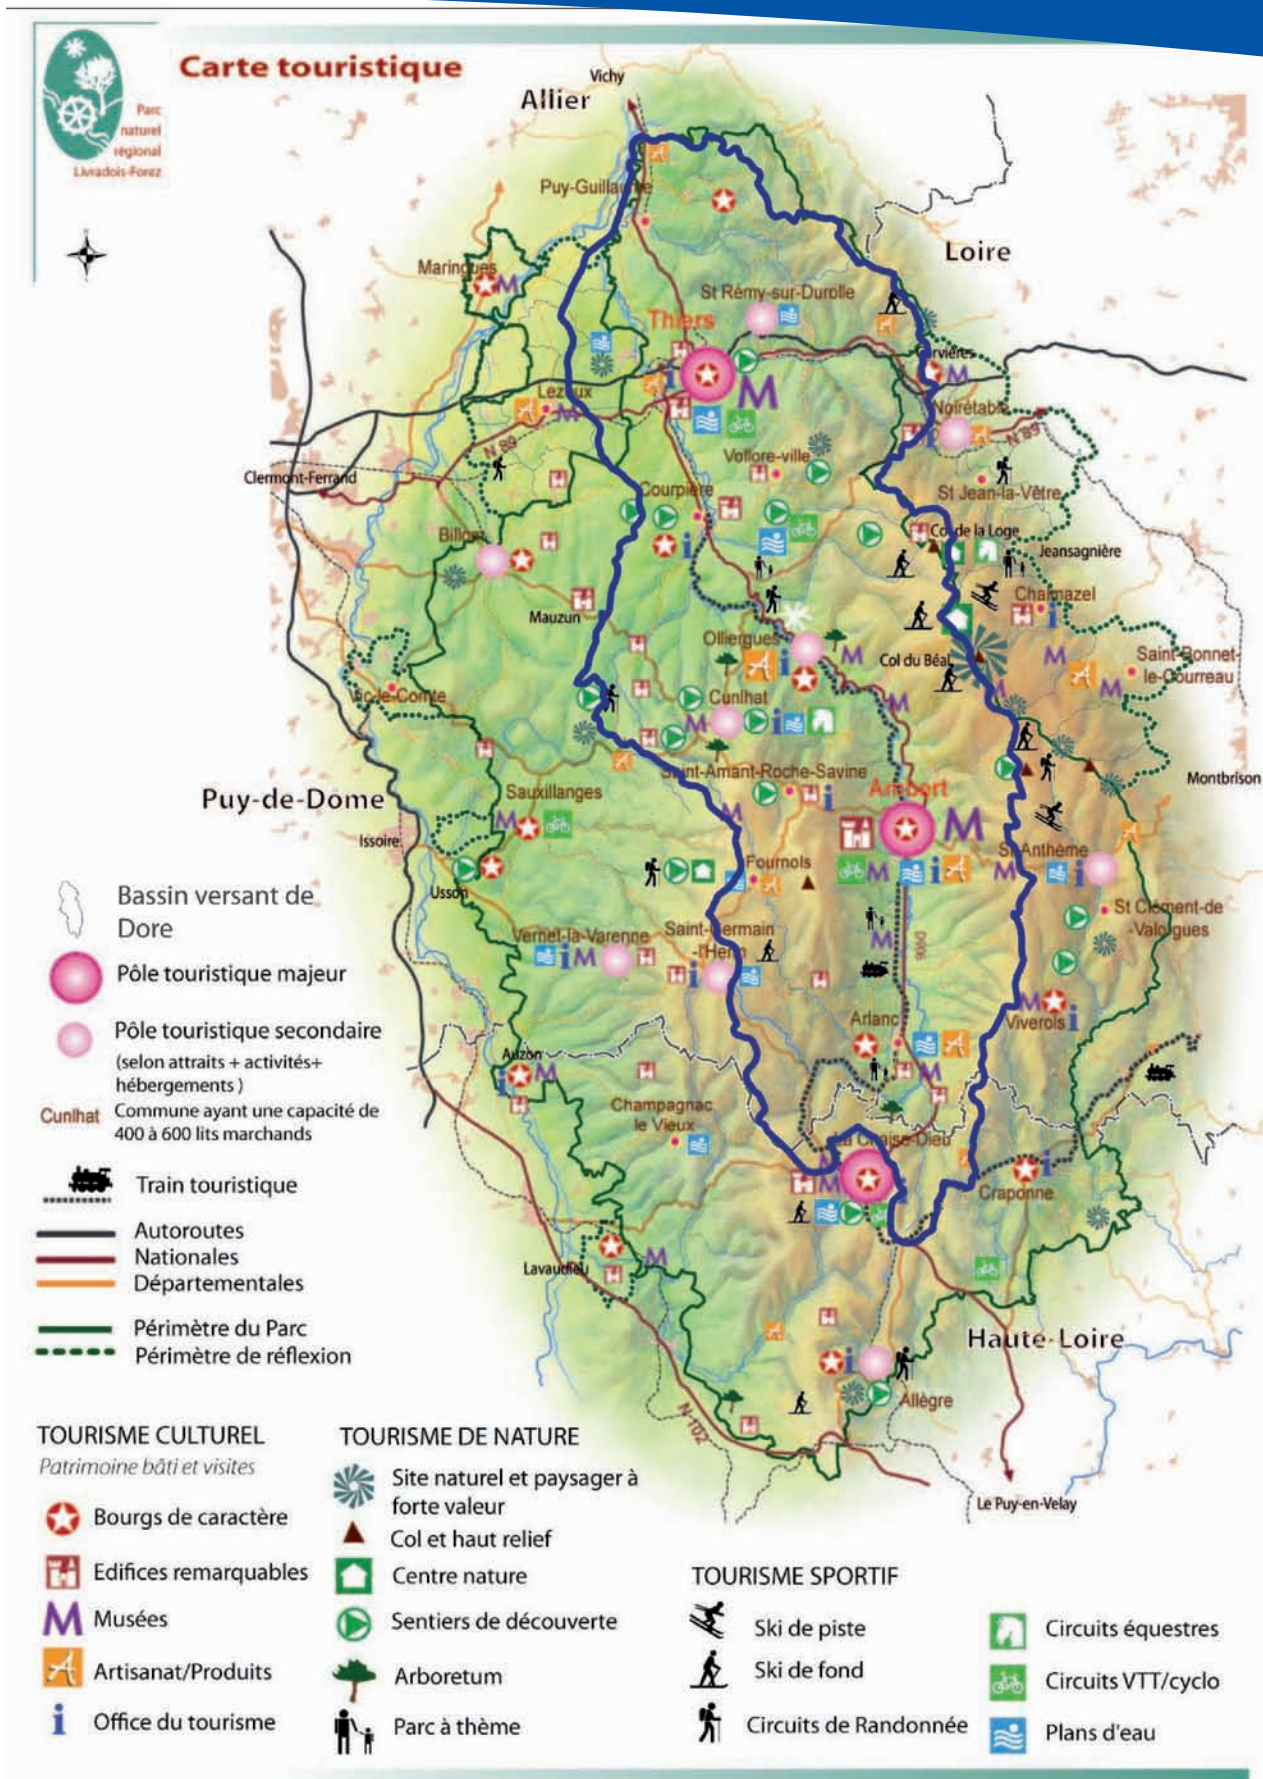 Carte touristique
Parc
naturel
régional
Livradois-Forez
Vichy
Allier
Puy-Guillaume
Loire
Maringues
St Rémy-sur-Durolle
Thiers
Cervières
Lezoux
Noirétable
N 89
N 89
Vollore-ville
Clermont-Ferrand
Courpière
St Jean-la-Vêtre
Billom
Col de la Loge
Jeansagnière
Mauzun
Chalmazel
Olliergues
Col du Béal
Saint-Bonnet-
le-Courreau
Vic-le-Comte
Cunlhat
Saint-Amant-Roche-Savine
Montbrison
Puy-de-Dome
Sauxillanges
Ambert
Issoire
Fournols
St Anthème
Usson
St Clément-de
-Valorgues
Vernet-la-Varenne
Saint-Germain
-l'Herm
D906
Arlanc
Viverols
Auzon
Champagnac
le Vieux
La Chaise-Dieu
Craponne
Lavaudieu
Haute-Loire
Allègre
N 102
Le Puy-en-Velay
Bassin versant de
Dore
Pôle touristique majeur
Pôle touristique secondaire
(selon attraits + activités+
hébergements )
Cunlhat
Commune ayant une capacité de
400 à 600 lits marchands
Train touristique
Autoroutes
Nationales
Départementales
Périmètre du Parc
Périmètre de réflexion
TOURISME CULTUREL
Patrimoine bâti et visites
Bourgs de caractère
Edifices remarquables
Musées
Artisanat/Produits
Office du tourisme
TOURISME DE NATURE
Site naturel et paysager à
forte valeur
Col et haut relief
Centre nature
Sentiers de découverte
Arboretum
Parc à thème
TOURISME SPORTIF
Ski de piste
Ski de fond
Circuits de Randonnée
Circuits équestres
Circuits VTT/cyclo
Plans d'eau